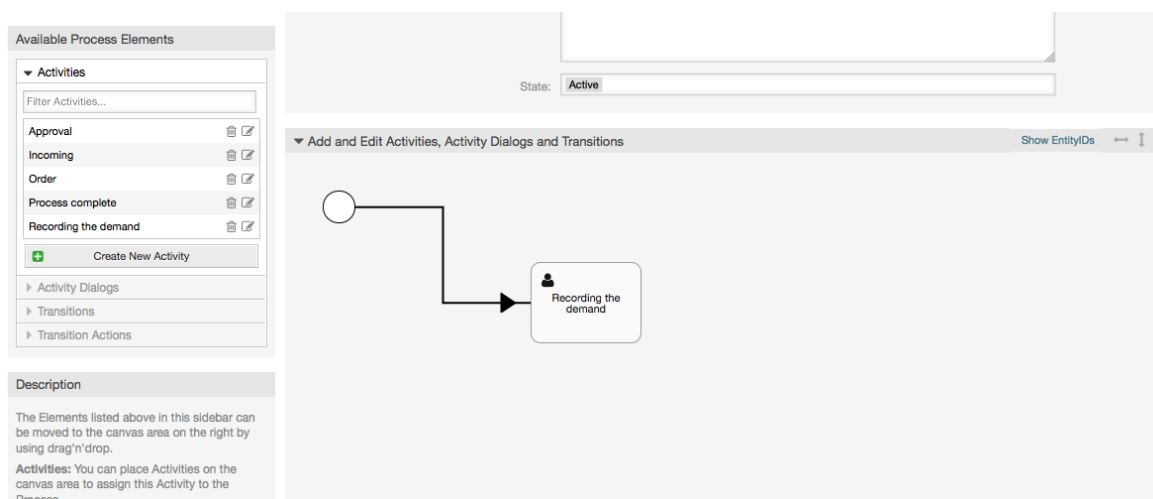 Available Process Elements
Activities
Filter Activities...
Approval
Incoming
Order
Process complete
Recording the demand
Create New Activity
Activity Dialogs
Transitions
Transition Actions
Description
The Elements listed above in this sidebar can
be moved to the canvas area on the right by
using drag'n'drop.
Activities: You can place Activities on the
canvas area to assign this Activity to the
Process.
State: Active
Add and Edit Activities, Activity Dialogs and Transitions
Show EntityIDs
Recording the
demand